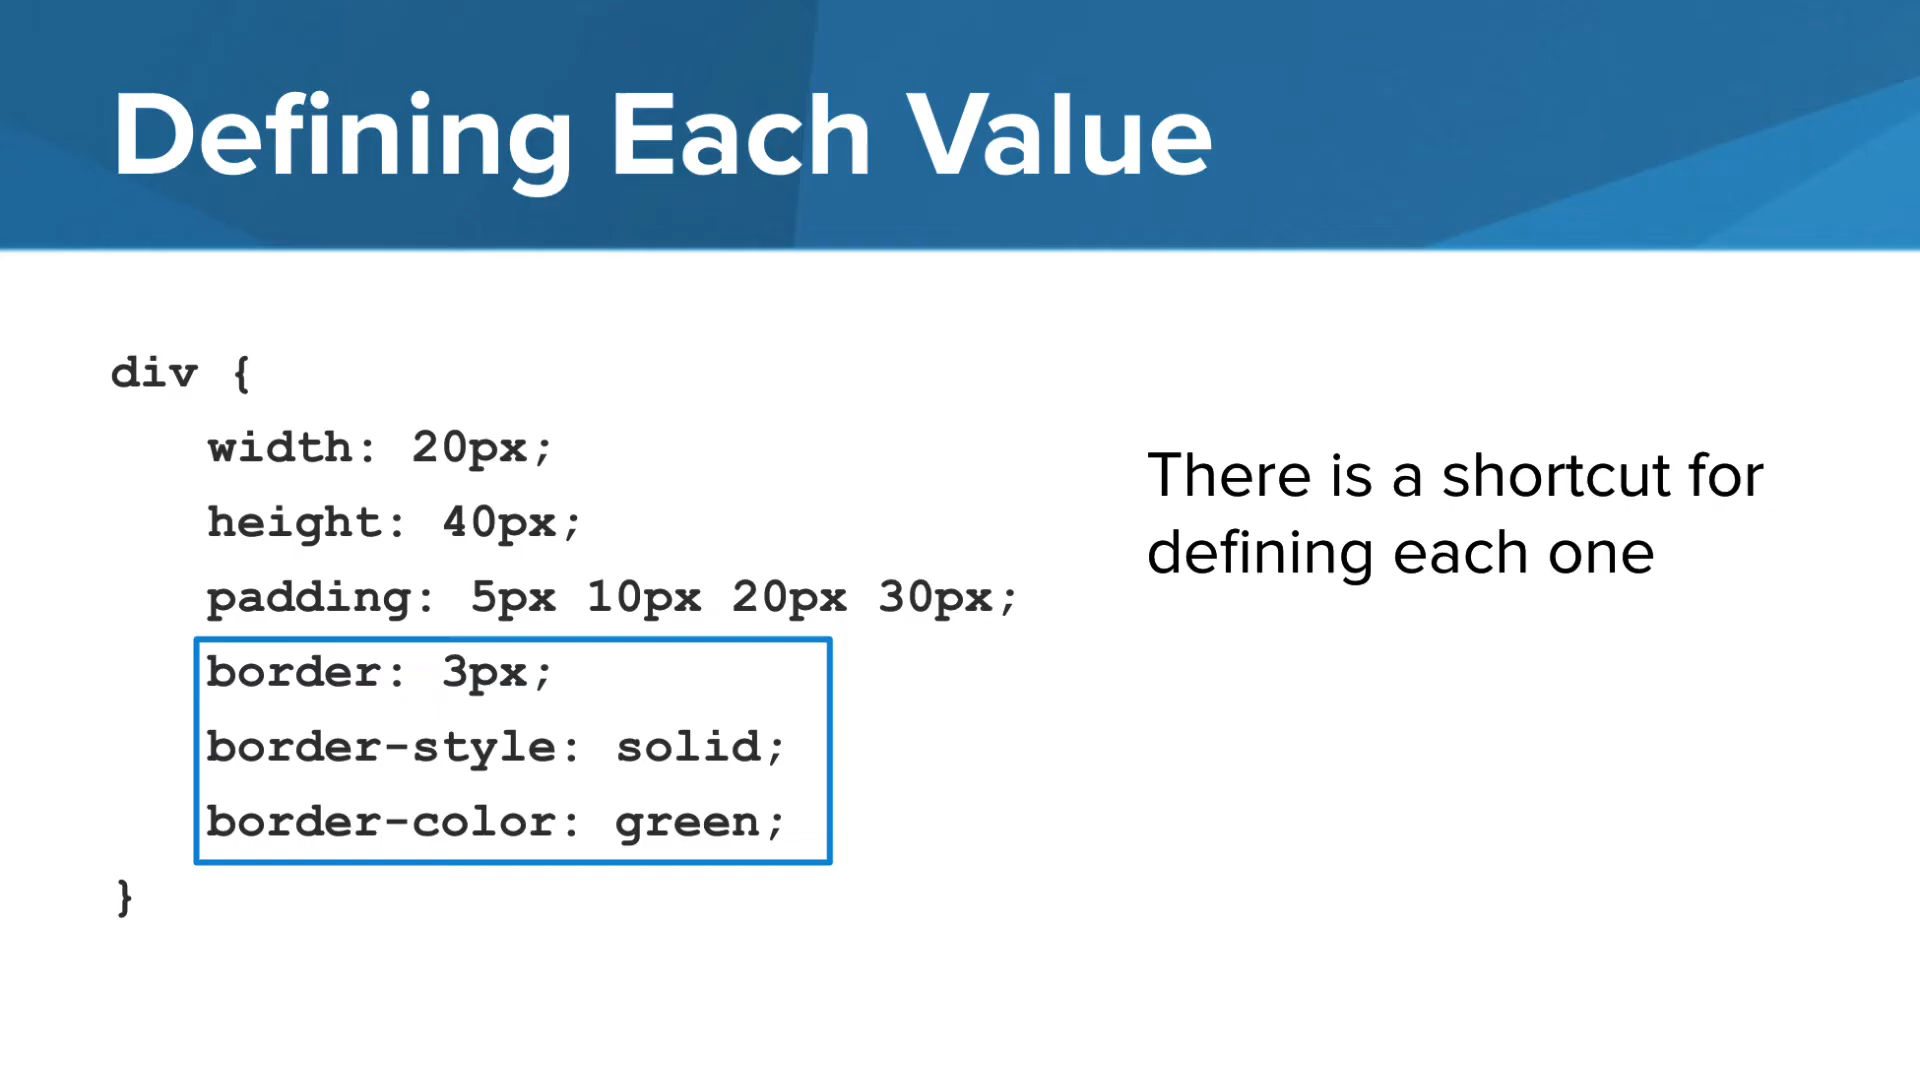 Defining Each Value
div {
width: 20px;
height: 40px;
padding: 5px 10px 20px 30px;
border: 3px;
border-style: solid;
border-color: green;
}
There is a shortcut for
defining each one